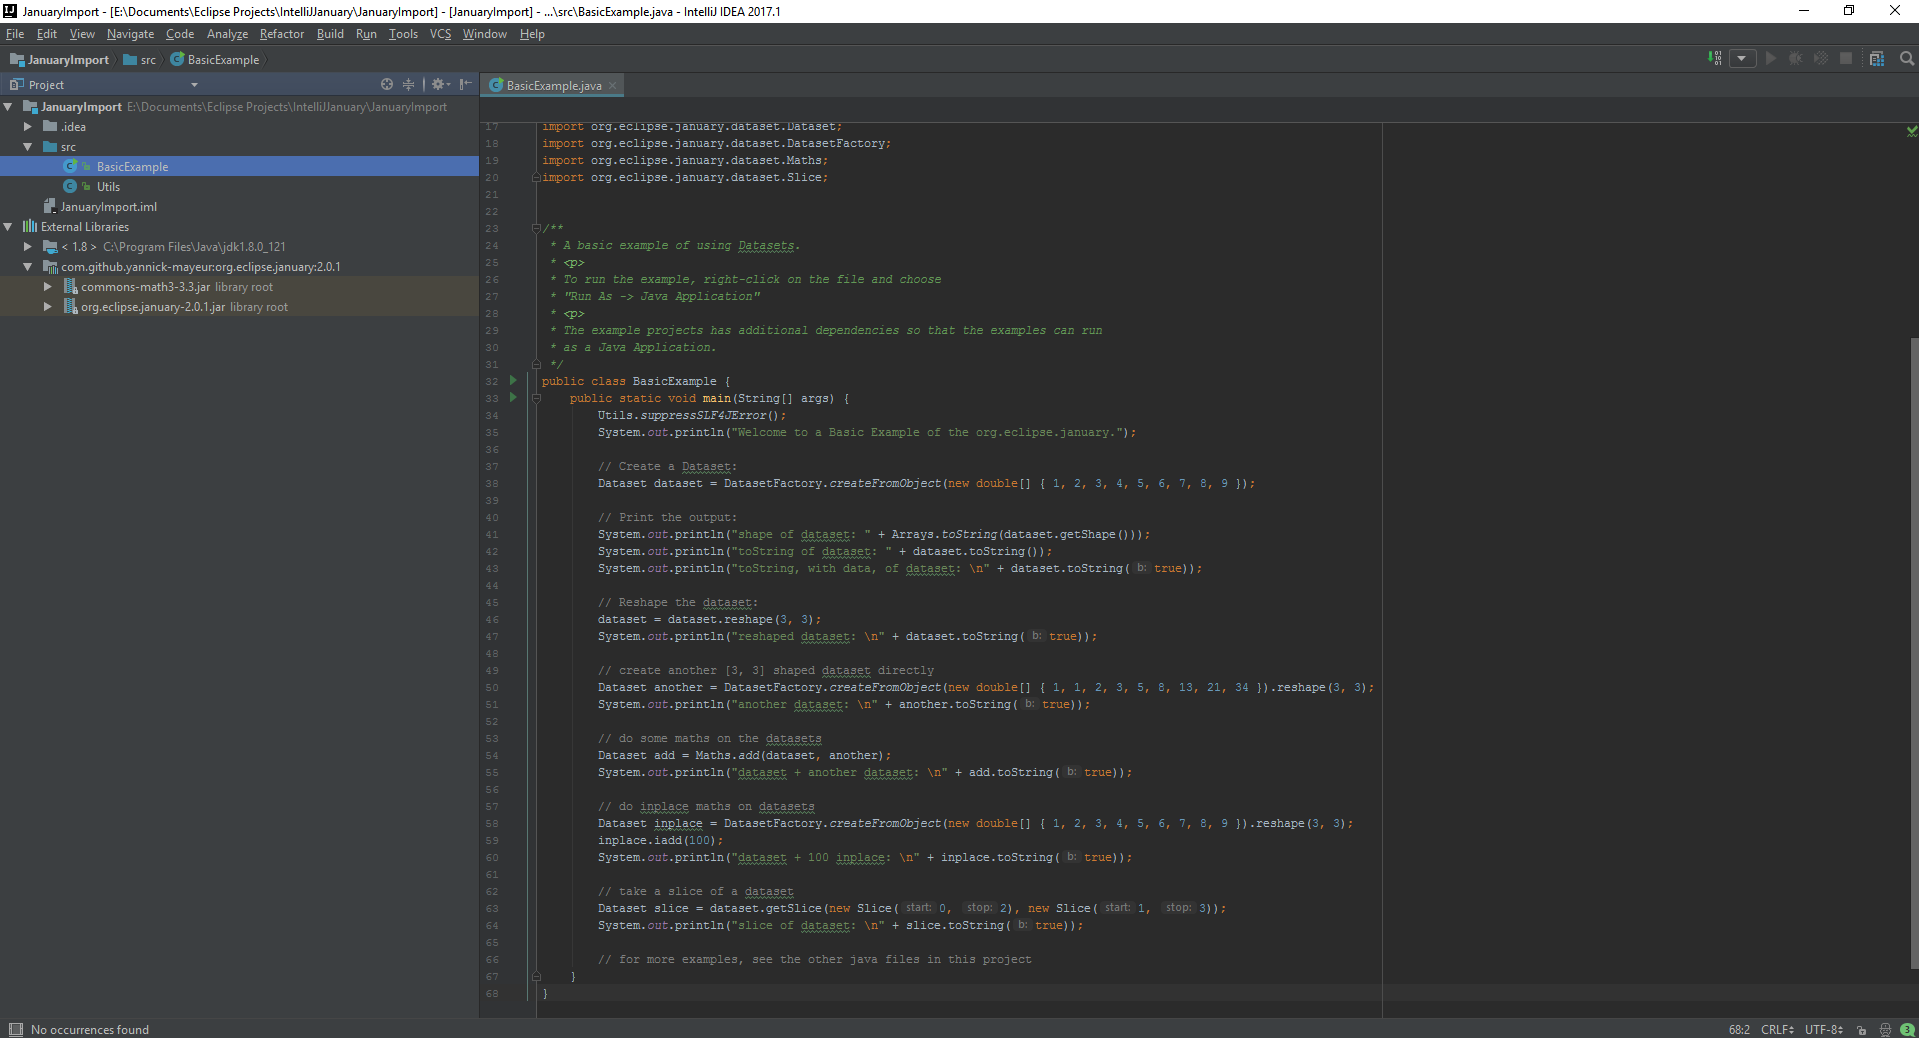 JanuaryImport - [E:\Documents\Eclipse Projects\IntelliJJanuary\JanuaryImport] - [JanuaryImport] - ...\src\BasicExample.java - IntelliJ IDEA 2017.1
File Edit View Navigate Code Analyze Refactor Build Run Tools VCS Window Help
JanuaryImport src BasicExample
Project
JanuaryImport E:\Documents\Eclipse Projects\IntelliJJanuary\JanuaryImport
.idea
src
BasicExample
Utils
JanuaryImport.iml
External Libraries
< 1.8 > C:\Program Files\Java\jdk1.8.0_121
com.github.yannick-mayeur:org.eclipse.january:2.0.1
commons-math3-3.3.jar library root
org.eclipse.january-2.0.1.jar library root
BasicExample.java
17 import org.eclipse.january.dataset.Dataset;
18 import org.eclipse.january.dataset.DatasetFactory;
19 import org.eclipse.january.dataset.Maths;
20 import org.eclipse.january.dataset.Slice;
21
22
23 /**
24 * A basic example of using Datasets.
25 * <p>
26 * To run the example, right-click on the file and choose
27 * "Run As -> Java Application"
28 * <p>
29 * The example projects has additional dependencies so that the examples can run
30 * as a Java Application.
31 */
32 public class BasicExample {
33 public static void main(String[] args) {
34 Utils.suppressSLF4JError();
35 System.out.println("Welcome to a Basic Example of the org.eclipse.january.");
36
37 // Create a Dataset:
38 Dataset dataset = DatasetFactory.createFromObject(new double[] { 1, 2, 3, 4, 5, 6, 7, 8, 9 });
39
40 // Print the output:
41 System.out.println("shape of dataset: " + Arrays.toString(dataset.getShape()));
42 System.out.println("toString of dataset: " + dataset.toString());
43 System.out.println("toString, with data, of dataset: \n" + dataset.toString( b: true));
44
45 // Reshape the dataset:
46 dataset = dataset.reshape(3, 3);
47 System.out.println("reshaped dataset: \n" + dataset.toString( b: true));
48
49 // create another [3, 3] shaped dataset directly
50 Dataset another = DatasetFactory.createFromObject(new double[] { 1, 1, 2, 3, 5, 8, 13, 21, 34 }).reshape(3, 3);
51 System.out.println("another dataset: \n" + another.toString( b: true));
52
53 // do some maths on the datasets
54 Dataset add = Maths.add(dataset, another);
55 System.out.println("dataset + another dataset: \n" + add.toString( b: true));
56
57 // do inplace maths on datasets
58 Dataset inplace = DatasetFactory.createFromObject(new double[] { 1, 2, 3, 4, 5, 6, 7, 8, 9 }).reshape(3, 3);
59 inplace.iadd(100);
60 System.out.println("dataset + 100 inplace: \n" + inplace.toString( b: true));
61
62 // take a slice of a dataset
63 Dataset slice = dataset.getSlice(new Slice( start: 0, stop: 2), new Slice( start: 1, stop: 3));
64 System.out.println("slice of dataset: \n" + slice.toString( b: true));
65
66 // for more examples, see the other java files in this project
67 }
68 }
No occurrences found 68:2 CRLF UTF-8 3